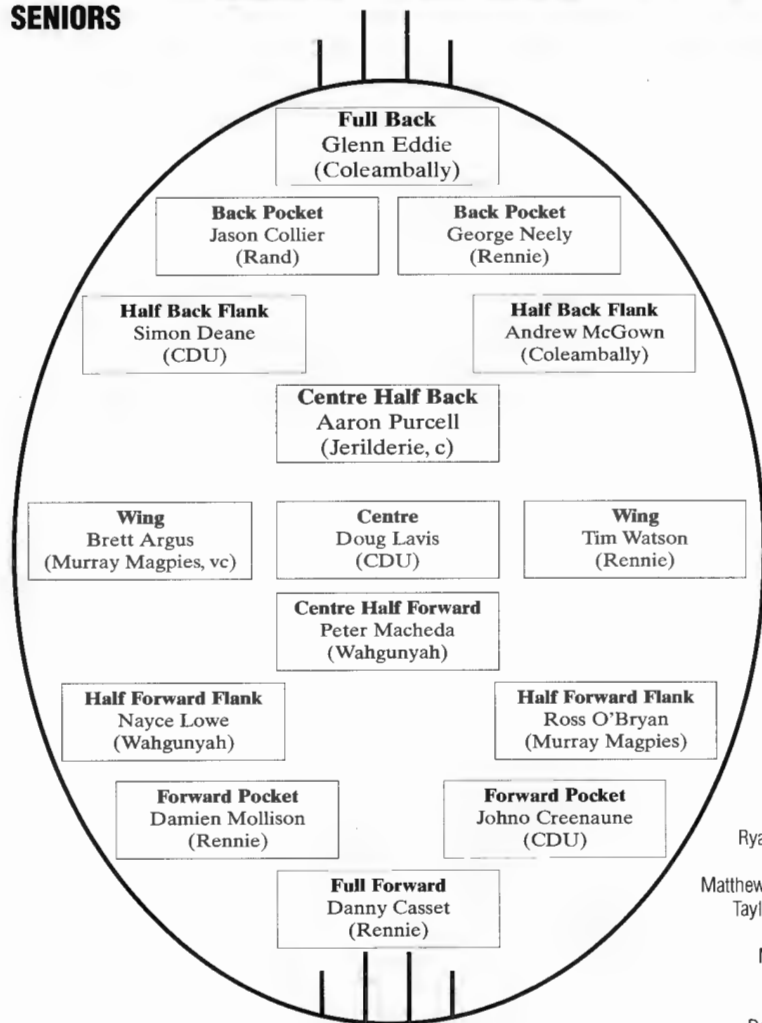 SENIORS
Full Back
Glenn Eddie
(Coleambally)
Back Pocket
Jason Collier
(Rand)
Back Pocket
George Neely
(Rennie)
Half Back Flank
Simon Deane
(CDU)
Half Back Flank
Andrew McGown
(Coleambally)
Centre Half Back
Aaron Purcell
(Jerilderie, c)
Wing
Brett Argus
(Murray Magpies, vc)
Centre
Doug Lavis
(CDU)
Wing
Tim Watson
(Rennie)
Centre Half Forward
Peter Macheda
(Wahgunyah)
Half Forward Flank
Nayce Lowe
(Wahgunyah)
Half Forward Flank
Ross O'Bryan
(Murray Magpies)
Forward Pocket
Damien Mollison
(Rennie)
Forward Pocket
Johno Creenaune
(CDU)
Full Forward
Danny Casset
(Rennie)
Matthew